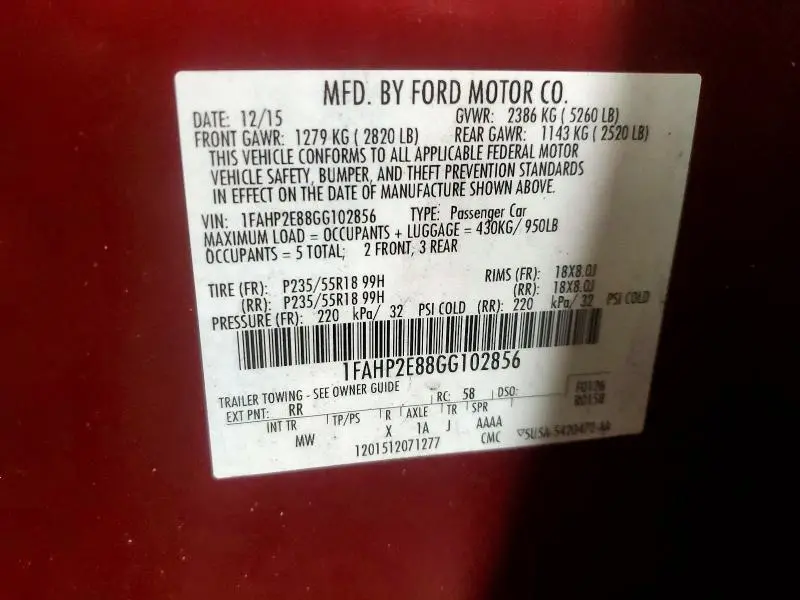 MFD. BY FORD MOTOR CO.
DATE: 12/15 GVWR: 2386 KG ( 5260 LB)
FRONT GAWR: 1279 KG ( 2820 LB) REAR GAWR: 1143 KG ( 2520 LB)
THIS VEHICLE CONFORMS TO ALL APPLICABLE FEDERAL MOTOR
VEHICLE SAFETY, BUMPER, AND THEFT PREVENTION STANDARDS
IN EFFECT ON THE DATE OF MANUFACTURE SHOWN ABOVE.
VIN: 1FAHP2E88GG102856 TYPE: Passenger Car
MAXIMUM LOAD = OCCUPANTS + LUGGAGE = 430KG/ 950LB
OCCUPANTS = 5 TOTAL; 2 FRONT, 3 REAR
TIRE (FR): P235/55R18 99H RIMS (FR): 18X8.0J
(RR): P235/55R18 99H (RR): 18X8.0J
PRESSURE (FR): 220 kPa/ 32 PSI COLD (RR): 220 kPa/ 32 PSI COLD
1FAHP2E88GG102856
TRAILER TOWING - SEE OWNER GUIDE
EXT PNT: RR RC: 58 DSO: F0126
R0158
INT TR TP/PS R AXLE TR SPR
MW X 1A J AAAA
1201512071277 CMC